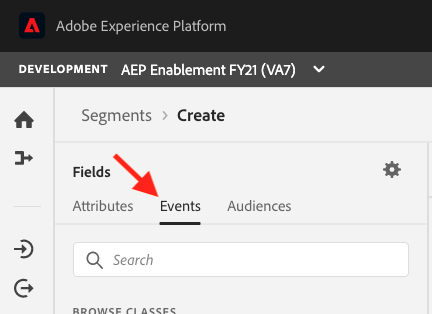 Adobe Experience Platform
DEVELOPMENT AEP Enablement FY21 (VA7)
Segments > Create
Fields
Attributes Events Audiences
Search
BROWSE CLASSES